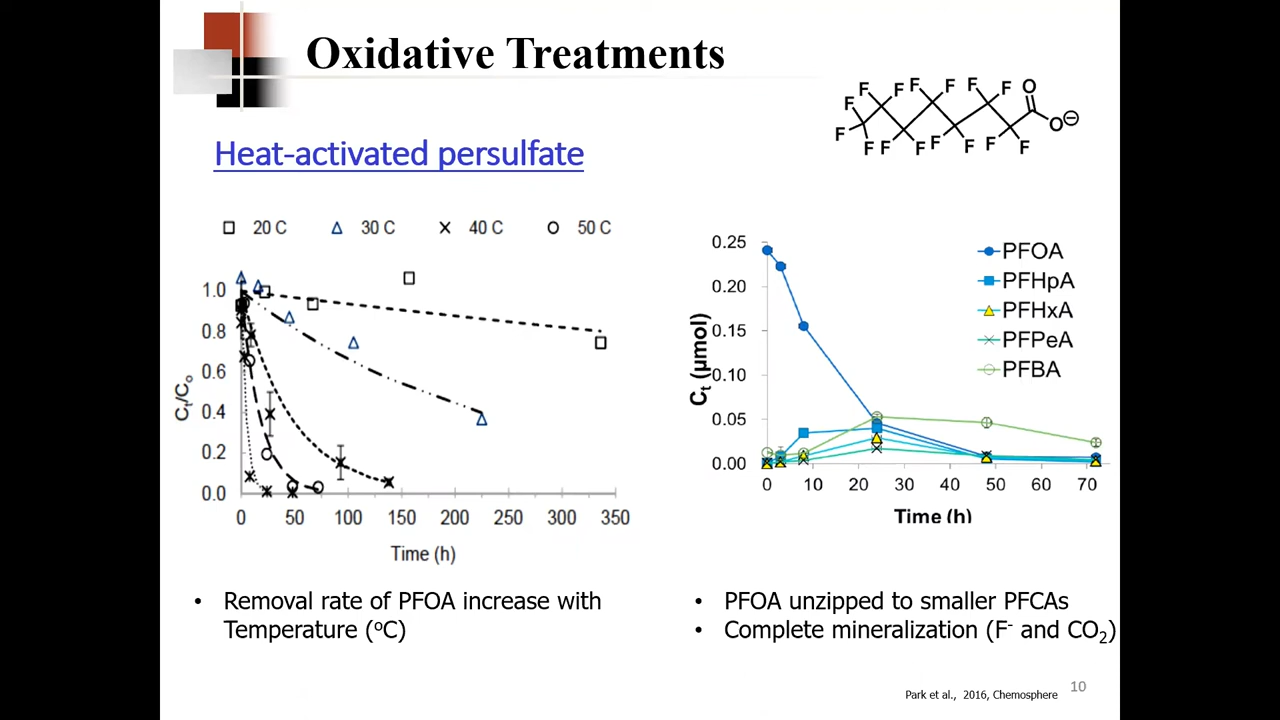 Oxidative Treatments
Heat-activated persulfate
F F F F F F F O
F F F F F F F F O⊖
20 C 30 C 40 C 50 C
Ct/Co
1.0
0.8
0.6
0.4
0.2
0.0
0 50 100 150 200 250 300 350
Time (h)
Ct (µmol)
0.25
0.20
0.15
0.10
0.05
0.00
PFOA
PFHpA
PFHxA
PFPeA
PFBA
0 10 20 30 40 50 60 70
Time (h)
• Removal rate of PFOA increase with
Temperature (ᵒC)
• PFOA unzipped to smaller PFCAs
• Complete mineralization (F⁻ and CO₂)
Park et al., 2016, Chemosphere
10